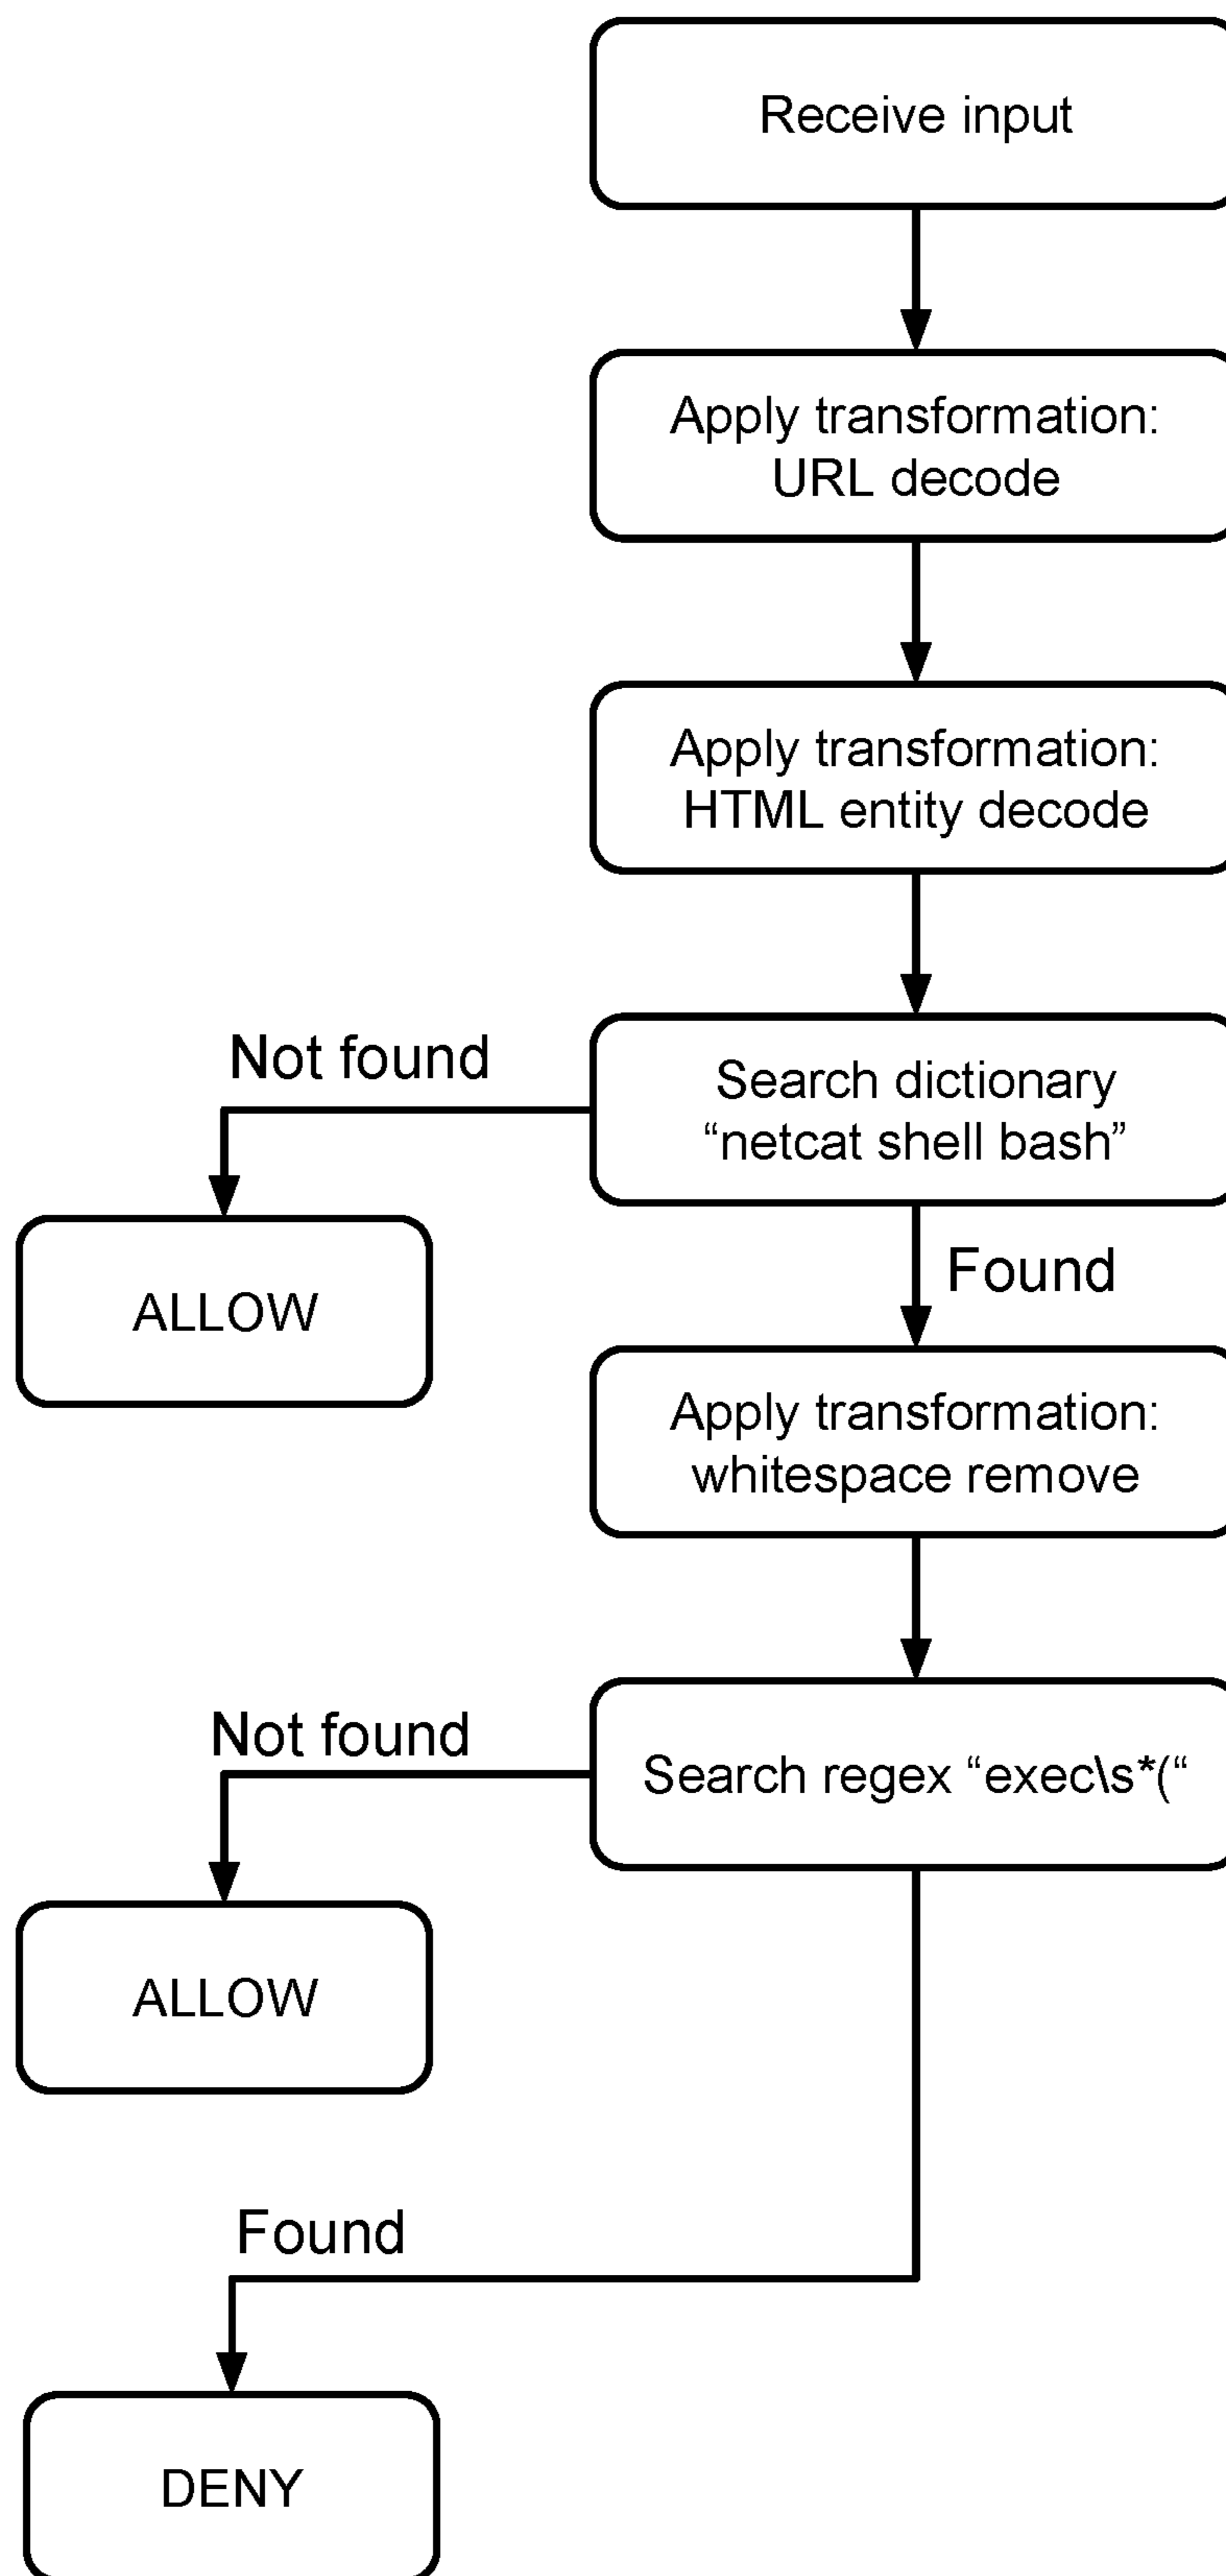 Receive input
Apply transformation:
URL decode
Apply transformation:
HTML entity decode
Not found
Search dictionary
“netcat shell bash”
Found
ALLOW
Apply transformation:
whitespace remove
Not found
Search regex “exec\s*(“
ALLOW
Found
DENY